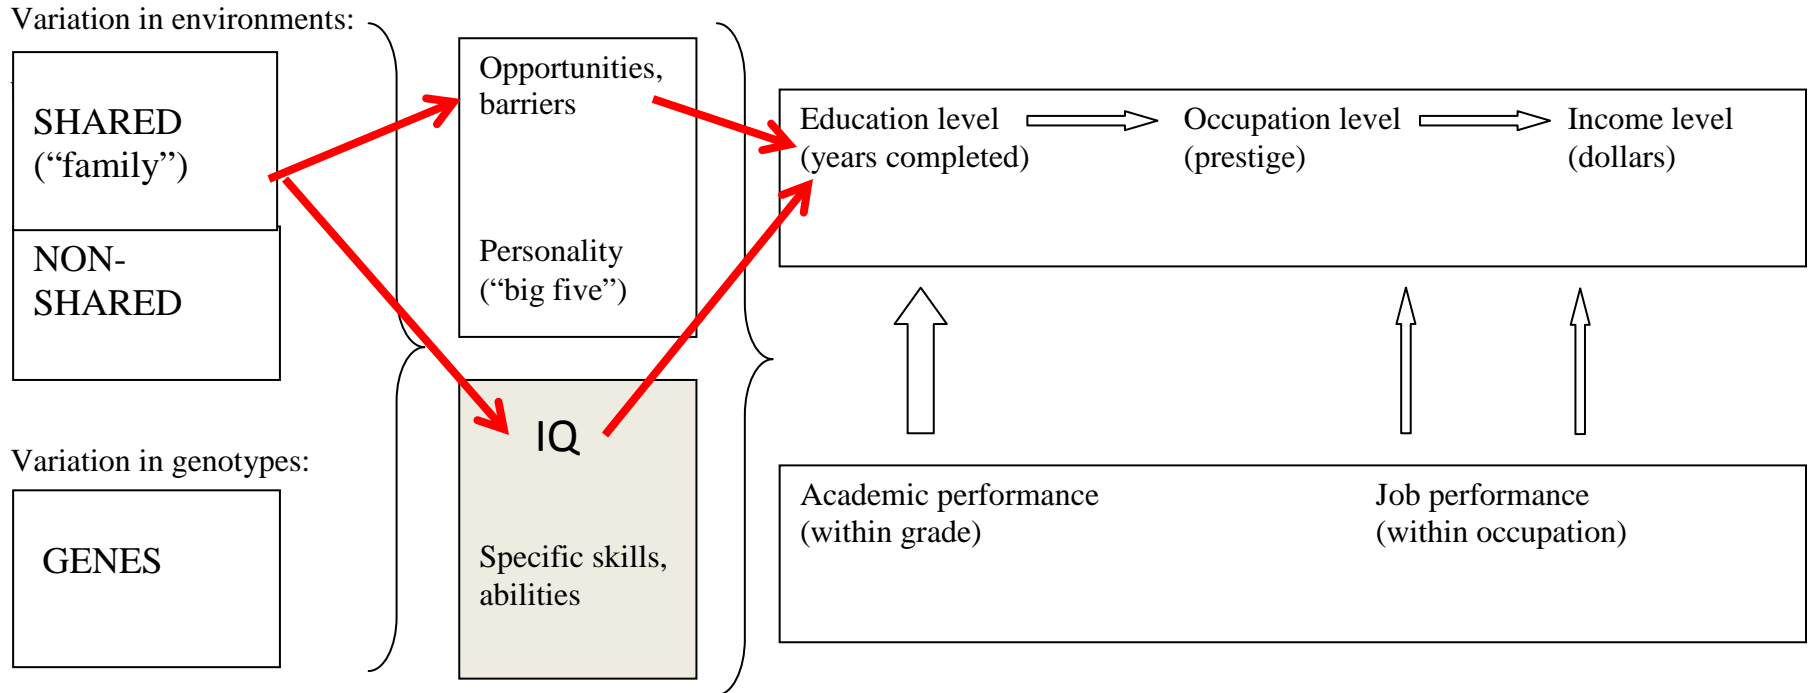 Variation in environments:
SHARED
(“family”)
NON-
SHARED
Variation in genotypes:
GENES
Opportunities,
barriers
Personality
(“big five”)
IQ
Specific skills,
abilities
Education level
(years completed)
Occupation level
(prestige)
Income level
(dollars)
Academic performance
(within grade)
Job performance
(within occupation)